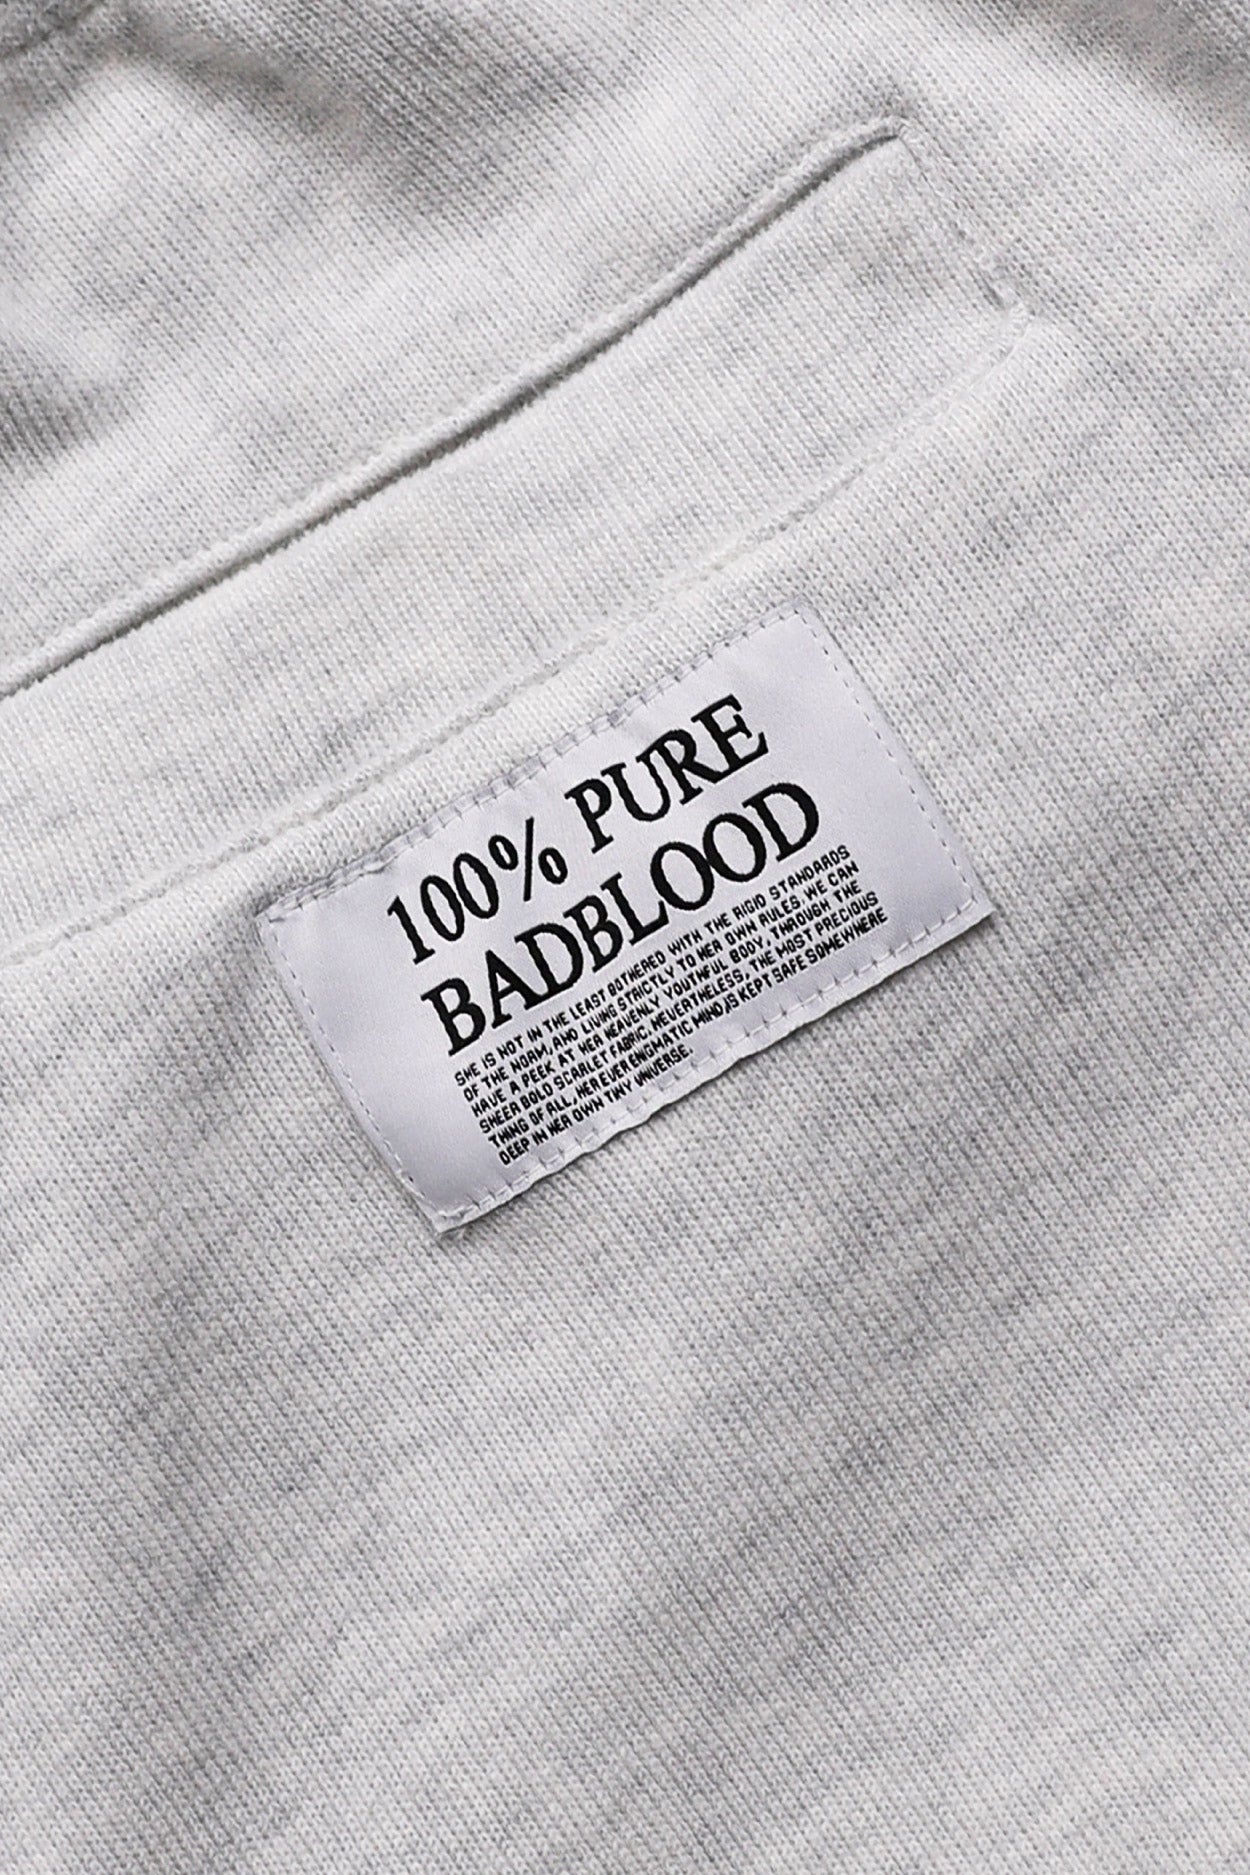 100% PURE
BADBLOOD
SHE IS NOT IN THE LEAST BOTHERED WITH THE RIGID STANDARDS
OF THE NORM, AND LIVING STRICTLY TO HER OWN RULES. WE CAN
HAVE A PEEK AT HER HEAVENLY YOUTHFUL BODY, THROUGH THE
SHEER BOLD SCARLET FABRIC. NEVERTHELESS, THE MOST PRECIOUS
THING OF ALL, HER EVER ENIGMATIC MIND, IS KEPT SAFE SOMEWHERE
DEEP IN HER OWN TINY UNIVERSE.